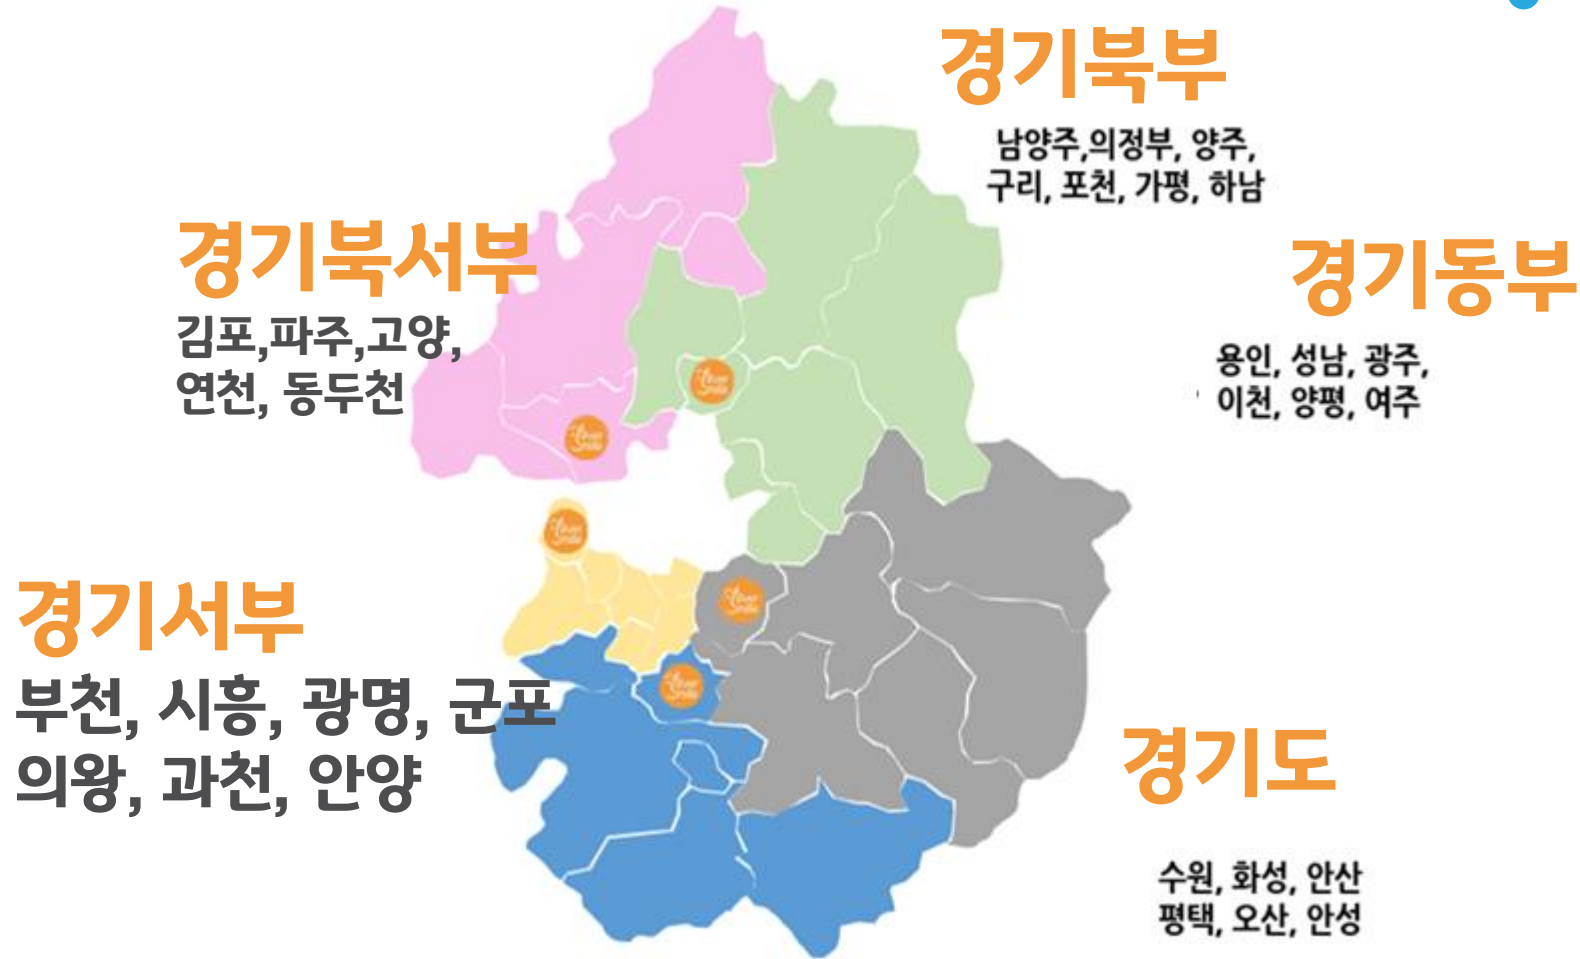 경기북부
남양주,의정부, 양주,
구리, 포천, 가평, 하남
경기북서부
김포,파주,고양,
연천, 동두천
경기동부
용인, 성남, 광주,
이천, 양평, 여주
경기서부
부천, 시흥, 광명, 군포
의왕, 과천, 안양
경기도
수원, 화성, 안산
평택, 오산, 안성